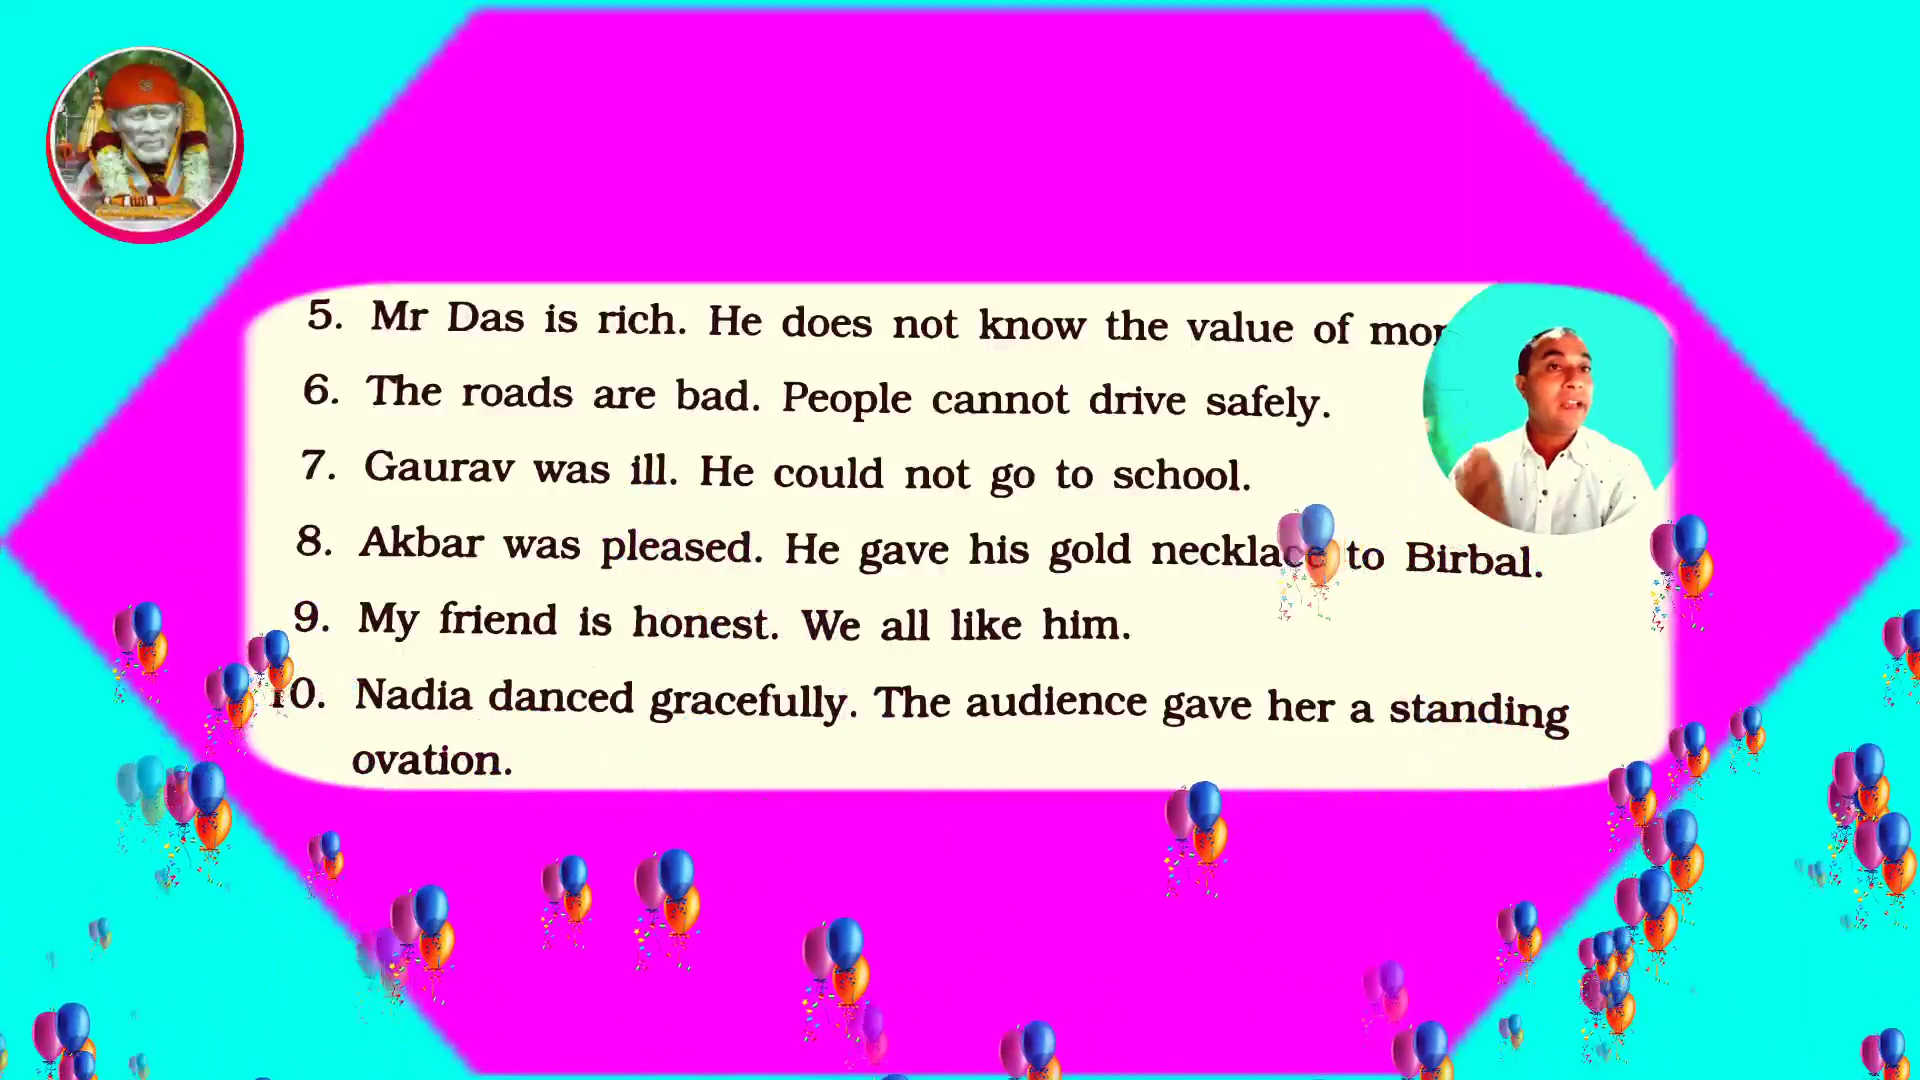 5. Mr Das is rich. He does not know the value of
6. The roads are bad. People cannot drive safely.
7. Gaurav was ill. He could not go to school.
8. Akbar was pleased. He gave his gold necklace to Birbal.
9. My friend is honest. We all like him.
10. Nadia danced gracefully. The audience gave her a standing
ovation.